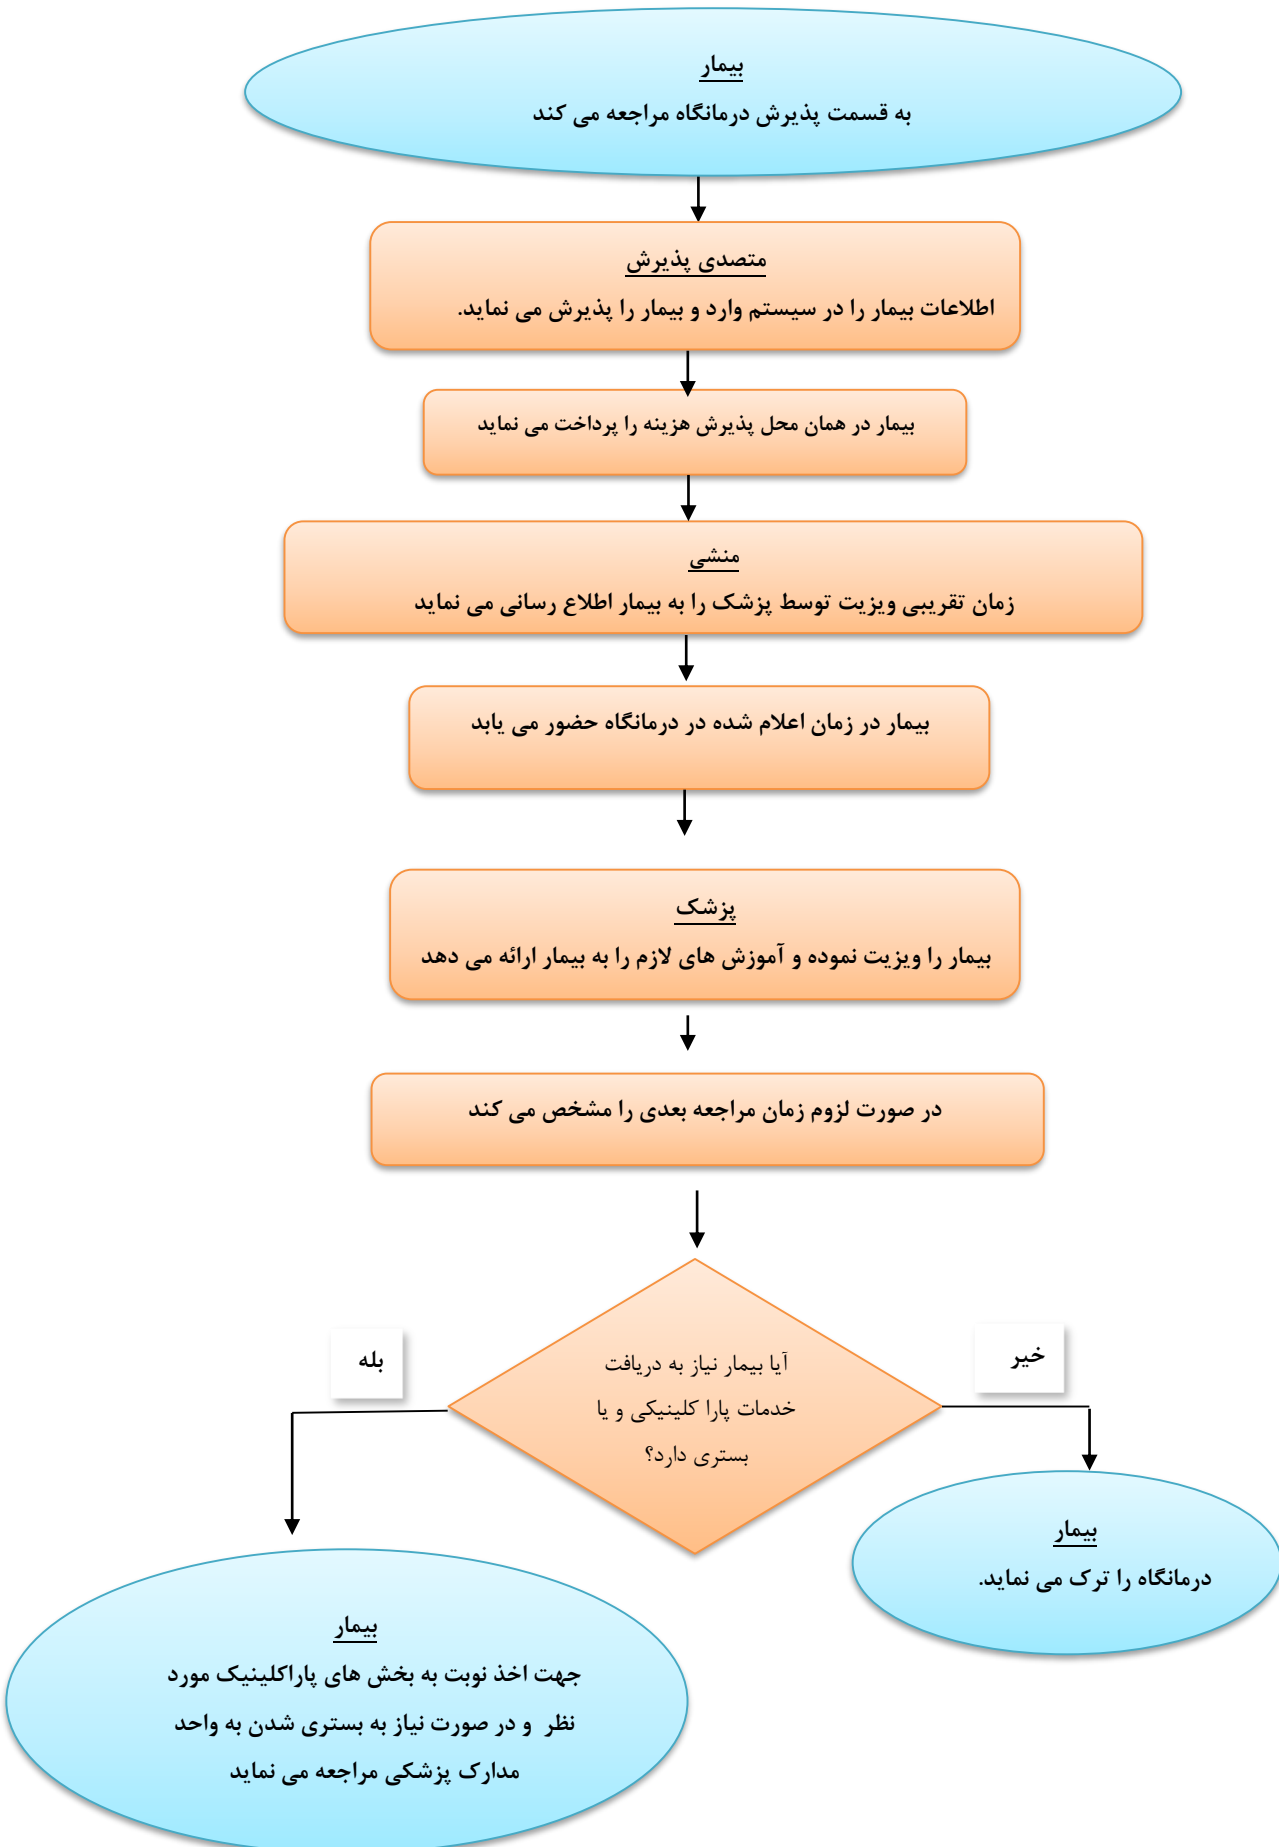 بیمار
به قسمت پذیرش درمانگاه مراجعه می کند
متصدی پذیرش
اطلاعات بیمار را در سیستم وارد و بیمار را پذیرش می نماید.
بیمار در همان محل پذیرش هزینه را پرداخت می نماید
منشی
زمان تقریبی ویزیت توسط پزشک را به بیمار اطلاع رسانی می نماید
بیمار در زمان اعلام شده در درمانگاه حضور می یابد
پزشک
بیمار را ویزیت نموده و آموزش های لازم را به بیمار ارائه می دهد
در صورت لزوم زمان مراجعه بعدی را مشخص می کند
آیا بیمار نیاز به دریافت
خدمات پارا کلینیکی و یا
بستری دارد؟
خیر
بله
بیمار
درمانگاه را ترک می نماید.
بیمار
جهت اخذ نوبت به بخش های پاراکلینیک مورد
نظر و در صورت نیاز به بستری شدن به واحد
مدارک پزشکی مراجعه می نماید